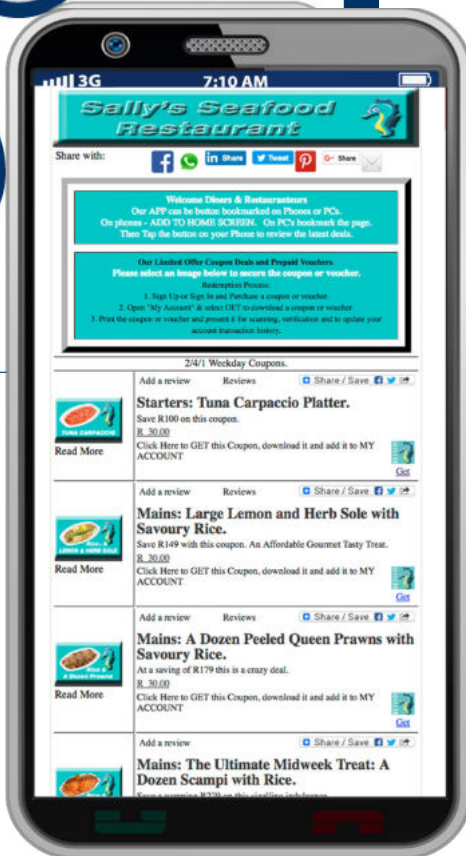 3G 7:10 AM
Sally's Seafood
Restaurant
Share with:
in Share Tweet G+ Share
Welcome Diners & Restauranteurs
Our APP can be button bookmarked on Phones or PC's.
On phones - ADD TO HOME SCREEN. On PC's bookmark the page.
Then Tap the button on your Phone to review the latest deals.
Our Limited Offer Coupon Deals and Prepaid Vouchers.
Please select an image below to secure the coupon or voucher.
Redemption Process.
1. Sign Up or Sign In and Purchase a coupon or voucher.
2. Open "My Account" & select GET to download a coupon or voucher.
3. Print the coupon or voucher and present it for scanning, verification and to update your
account transaction history.
2/4/1 Weekday Coupons.
Add a review Reviews Share / Save
Starters: Tuna Carpaccio Platter.
Save R100 on this coupon.
R 30.00
Click Here to GET this Coupon, download it and add it to MY
ACCOUNT
TUNA CARPACCIO
Read More
Get
Add a review Reviews Share / Save
Mains: Large Lemon and Herb Sole with
Savoury Rice.
Save R149 with this coupon. An Affordable Gourmet Tasty Treat.
R 30.00
Click Here to GET this Coupon, download it and add it to MY
ACCOUNT
LEMON & HERB SOLE
Read More
Get
Add a review Reviews Share / Save
Mains: A Dozen Peeled Queen Prawns with
Savoury Rice.
At a saving of R179 this is a crazy deal.
R 30.00
Click Here to GET this Coupon, download it and add it to MY
ACCOUNT
A Dozen Prawns
Read More
Get
Add a review Share / Save
Mains: The Ultimate Midweek Treat: A
Dozen Scampi with Rice.